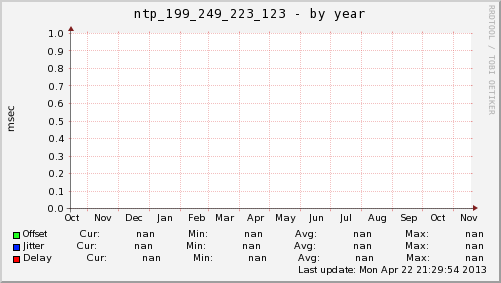 ntp_199_249_223_123 - by year
RRDTOOL / TOBI OETIKER
msec
1.0
0.9
0.8
0.7
0.6
0.5
0.4
0.3
0.2
0.1
0.0
Oct Nov Dec Jan Feb Mar Apr May Jun Jul Aug Sep Oct Nov
Offset Cur: nan Min: nan Avg: nan Max: nan
Jitter Cur: nan Min: nan Avg: nan Max: nan
Delay Cur: nan Min: nan Avg: nan Max: nan
Last update: Mon Apr 22 21:29:54 2013